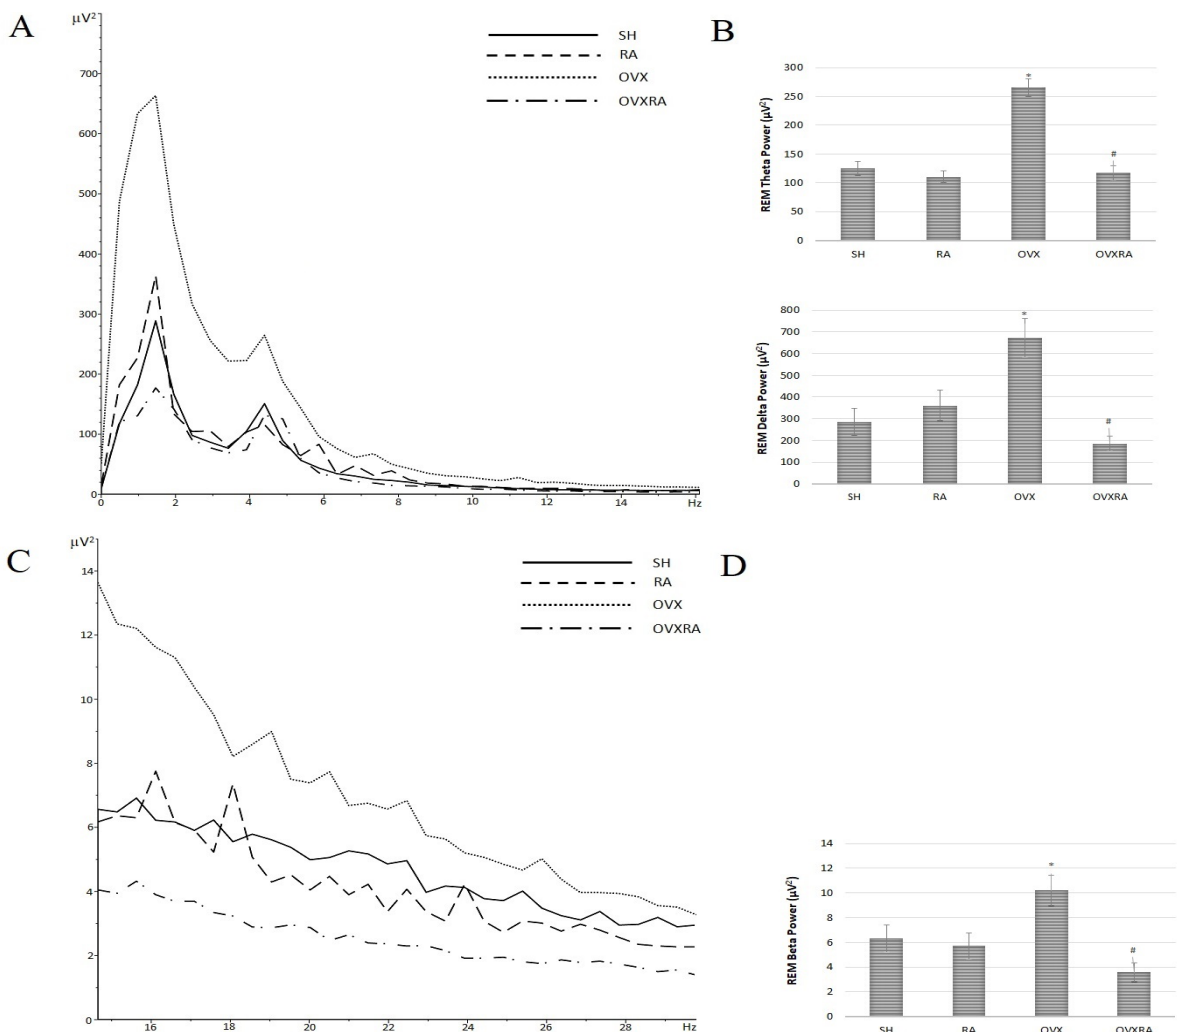 A
μV²
700
600
500
400
300
200
100
0
0 2 4 6 8 10 12 14 Hz
SH
RA
OVX
OVXRA
B
REM Theta Power (μV²)
300
250
200
150
100
50
0
*
#
SH RA OVX OVXRA
REM Delta Power (μV²)
800
700
600
500
400
300
200
100
0
*
#
SH RA OVX OVXRA
C
μV²
14
12
10
8
6
4
2
0
16 18 20 22 24 26 28 Hz
SH
RA
OVX
OVXRA
D
REM Beta Power (μV²)
14
12
10
8
6
4
2
0
*
#
SH RA OVX OVXRA